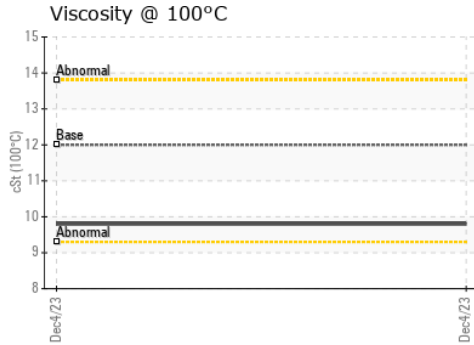 Viscosity @ 100°C
15
14
13
12
11
10
9
8
cSt (100°C)
Abnormal
Base
Abnormal
Dec4/23
Dec4/23